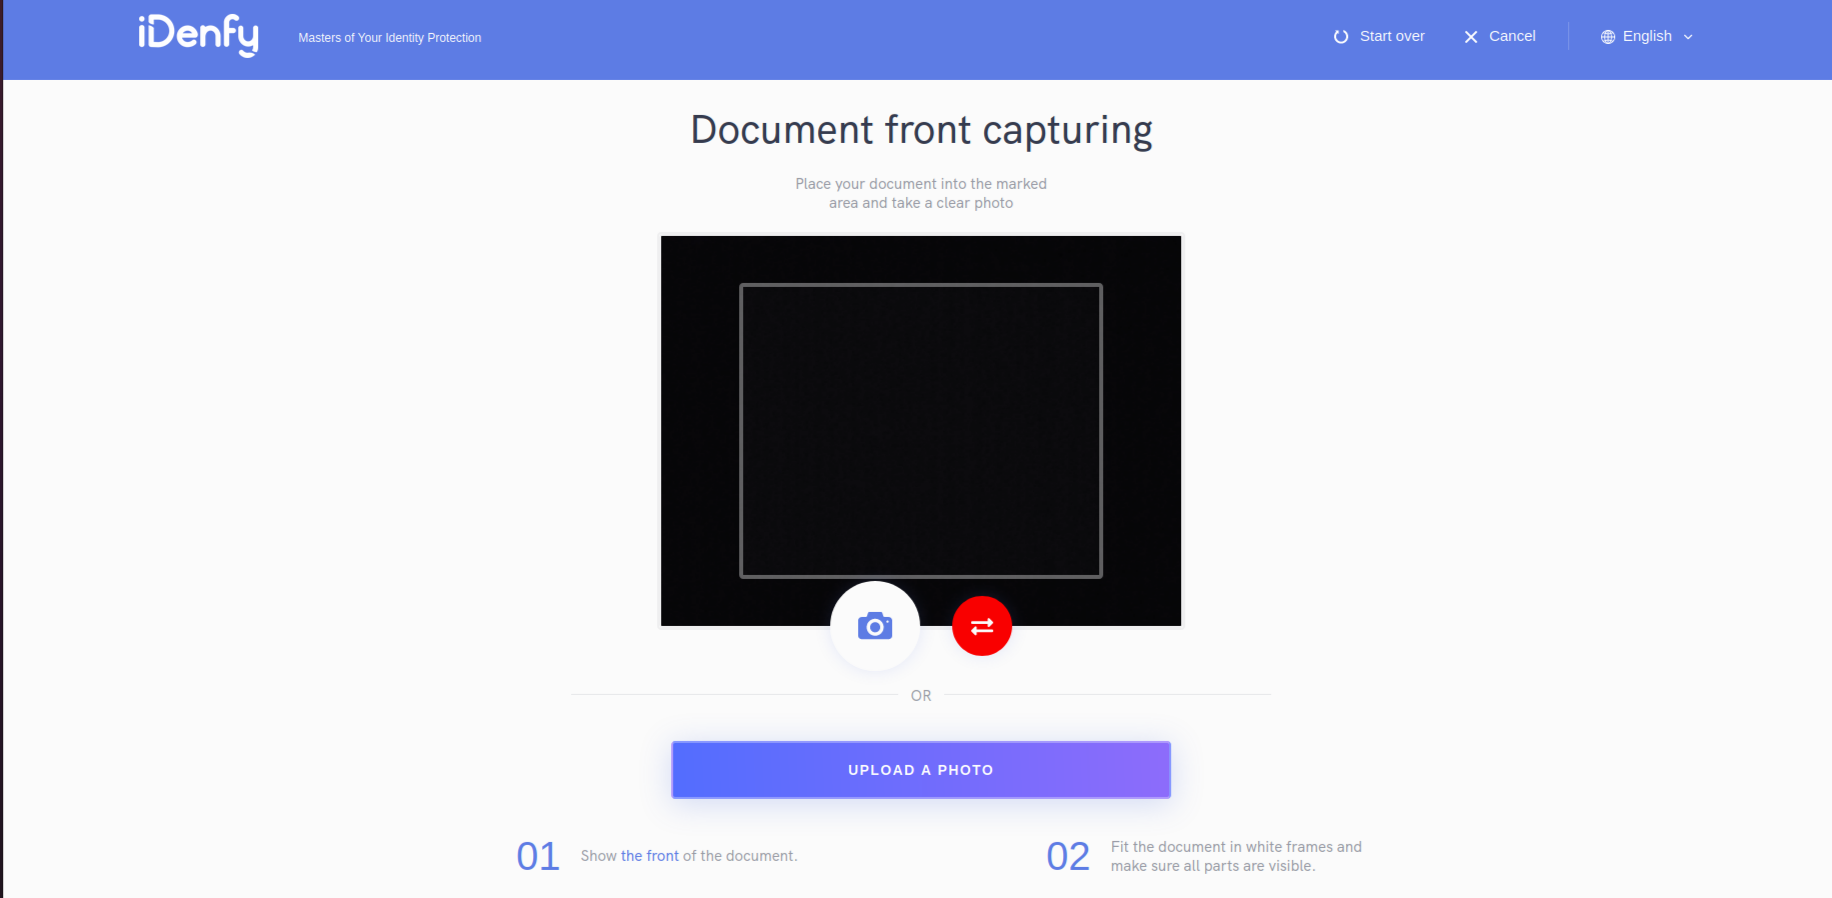 iDenfy
Masters of Your Identity Protection
Start over
Cancel
English
Document front capturing
Place your document into the marked
area and take a clear photo
OR
UPLOAD A PHOTO
01
Show the front of the document.
02
Fit the document in white frames and
make sure all parts are visible.